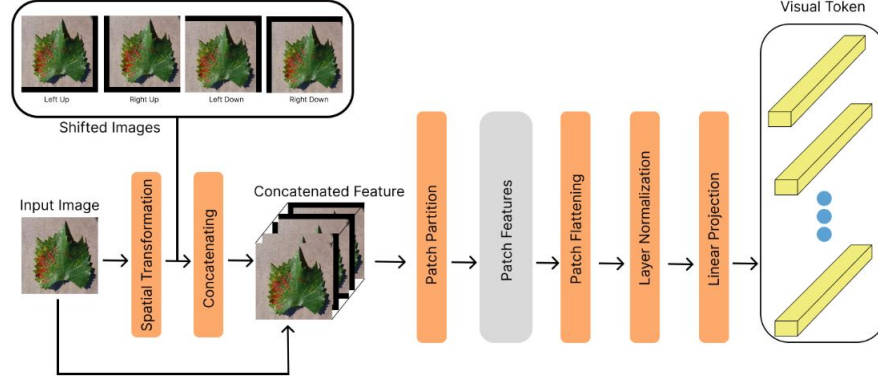 Visual Token
Left Up
Right Up
Left Down
Right Down
Shifted Images
Input Image
Spatial Transformation
Concatenating
Concatenated Feature
Patch Partition
Patch Features
Patch Flattening
Layer Normalization
Linear Projection